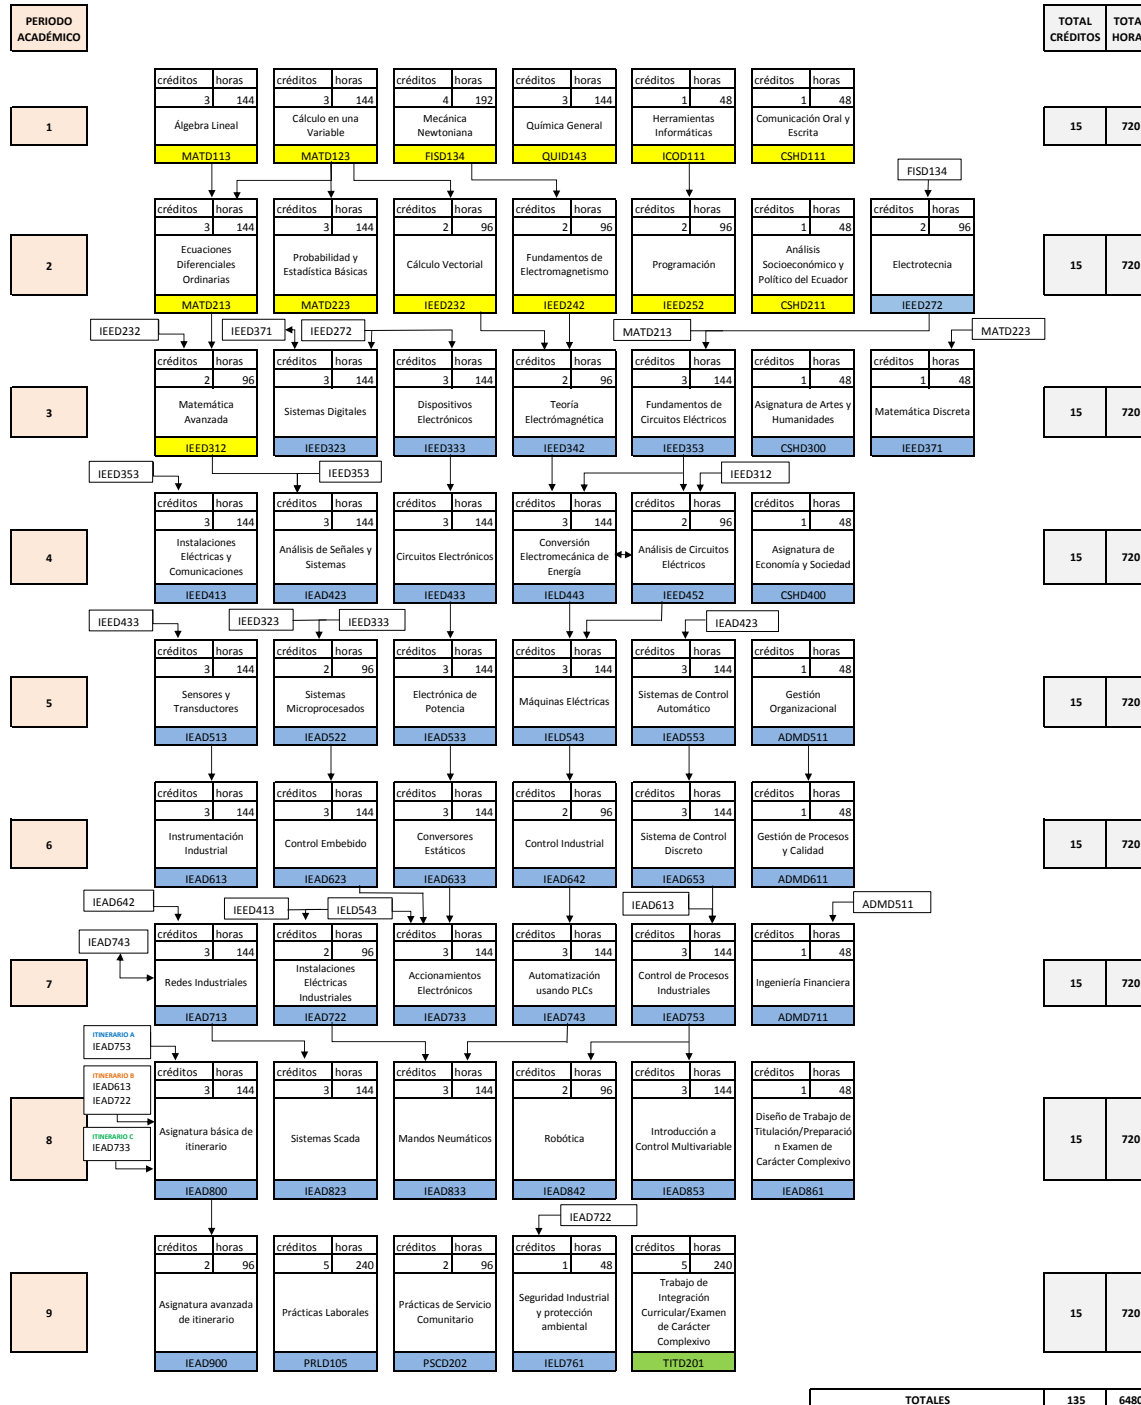 PERIODO
ACADÉMICO
TOTAL
CRÉDITOS
TOTA
HORA
créditos horas créditos horas créditos horas créditos horas créditos horas créditos horas
3 144 3 144 4 192 3 144 1 48 1 48
1
Álgebra Lineal
Cálculo en una
Variable
Mecánica
Newtoniana
Química General
Herramientas
Informáticas
Comunicación Oral y
Escrita
15 720
MATD113 MATD123 FISD134 QUID143 ICOD111 CSHD111
FISD134
créditos horas créditos horas créditos horas créditos horas créditos horas créditos horas créditos horas
3 144 3 144 2 96 2 96 2 96 1 48 2 96
2
Ecuaciones
Diferenciales
Ordinarias
Probabilidad y
Estadística Básicas
Cálculo Vectorial
Fundamentos de
Electromagnetismo
Programación
Análisis
Socioeconómico y
Político del Ecuador
Electrotecnia
15 720
MATD213 MATD223 IEED232 IEED242 IEED252 CSHD211 IEED272
IEED232 IEED371 IEED272 MATD213 MATD223
créditos horas créditos horas créditos horas créditos horas créditos horas créditos horas créditos horas
2 96 3 144 3 144 2 96 3 144 1 48 1 48
3
Matemática
Avanzada
Sistemas Digitales
Dispositivos
Electrónicos
Teoría
Electrómagnética
Fundamentos de
Circuitos Eléctricos
Asignatura de Artes y
Humanidades
Matemática Discreta
15 720
IEED312 IEED323 IEED333 IEED342 IEED353 CSHD300 IEED371
IEED353 IEED353 IEED312
créditos horas créditos horas créditos horas créditos horas créditos horas créditos horas
3 144 3 144 3 144 3 144 2 96 1 48
4
Instalaciones
Eléctricas y
Comunicaciones
Análisis de Señales y
Sistemas
Circuitos Electrónicos
Conversión
Electromecánica de
Energía
Análisis de Circuitos
Eléctricos
Asignatura de
Economía y Sociedad
15 720
IEED413 IEAD423 IEED433 IELD443 IEED452 CSHD400
IEED433 IEED323 IEED333 IEAD423
créditos horas créditos horas créditos horas créditos horas créditos horas créditos horas
3 144 2 96 3 144 3 144 3 144 1 48
5
Sensores y
Transductores
Sistemas
Microprocesados
Electrónica de
Potencia
Máquinas Eléctricas
Sistemas de Control
Automático
Gestión
Organizacional
15 720
IEAD513 IEAD522 IEAD533 IELD543 IEAD553 ADMD511
créditos horas créditos horas créditos horas créditos horas créditos horas créditos horas
3 144 3 144 3 144 2 96 3 144 1 48
6
Instrumentación
Industrial
Control Embebido
Conversores
Estáticos
Control Industrial
Sistema de Control
Discreto
Gestión de Procesos
y Calidad
15 720
IEAD613 IEAD623 IEAD633 IEAD642 IEAD653 ADMD611
IEAD642 IEED413 IELD543 IEAD613 ADMD511
IEAD743
créditos horas créditos horas créditos horas créditos horas créditos horas créditos horas
3 144 2 96 3 144 3 144 3 144 1 48
7
Redes Industriales
Instalaciones
Eléctricas
Industriales
Accionamientos
Electrónicos
Automatización
usando PLCs
Control de Procesos
Industriales
Ingeniería Financiera
15 720
IEAD713 IEAD722 IEAD733 IEAD743 IEAD753 ADMD711
ITINERARIO A
IEAD753
ITINERARIO B
IEAD613
IEAD722
ITINERARIO C
IEAD733
créditos horas créditos horas créditos horas créditos horas créditos horas créditos horas
3 144 3 144 3 144 2 96 3 144 1 48
8
Asignatura básica de
itinerario
Sistemas Scada
Mandos Neumáticos
Robótica
Introducción a
Control Multivariable
Diseño de Trabajo de
Titulación/Preparació
n Examen de
Carácter Complexivo
15 720
IEAD800 IEAD823 IEAD833 IEAD842 IEAD853 IEAD861
IEAD722
créditos horas créditos horas créditos horas créditos horas créditos horas
2 96 5 240 2 96 1 48 5 240
9
Asignatura avanzada
de itinerario
Prácticas Laborales
Prácticas de Servicio
Comunitario
Seguridad Industrial
y protección
ambiental
Trabajo de
Integración
Curricular/Examen
de Carácter
Complexivo
15 720
IEAD900 PRLD105 PSCD202 IELD761 TITD201
TOTALES 135 6480